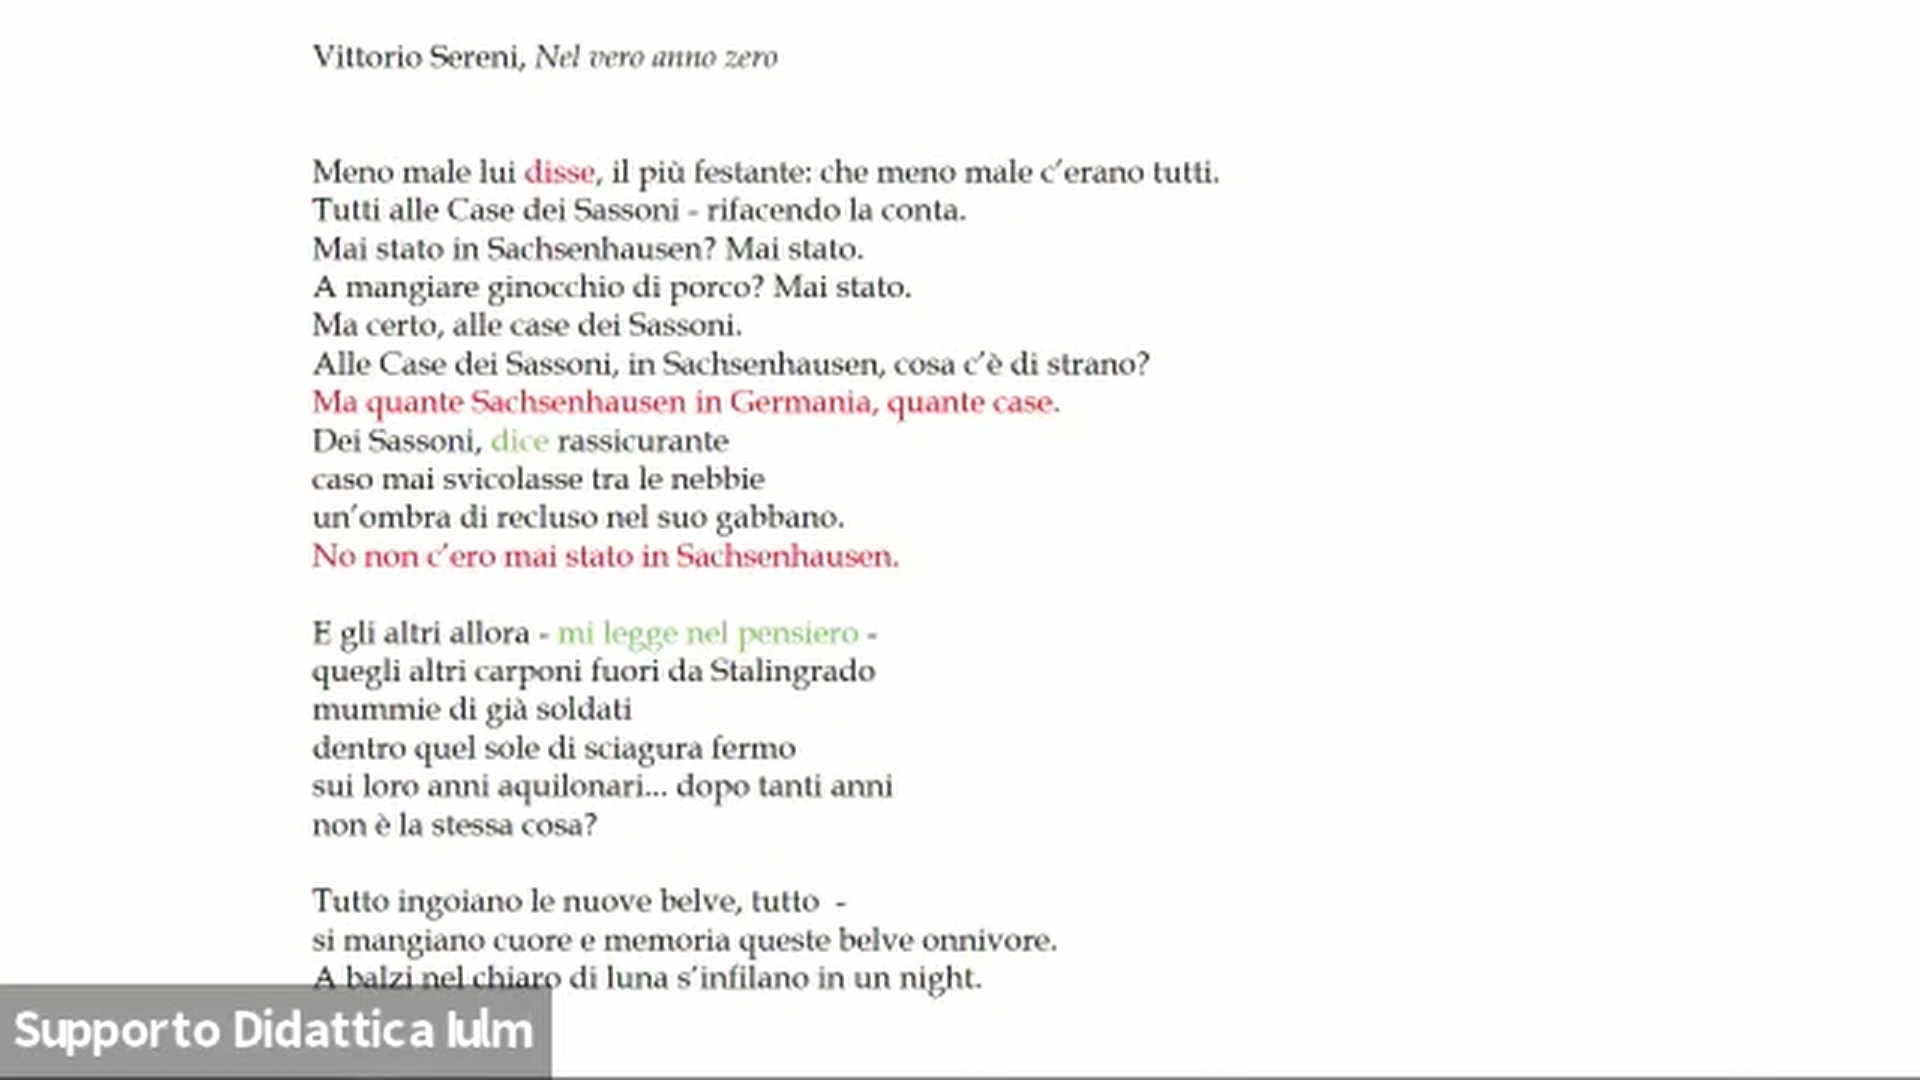 Vittorio Sereni, Nel vero anno zero
Meno male lui disse, il più festante: che meno male c'erano tutti.
Tutti alle Case dei Sassoni - rifacendo la conta.
Mai stato in Sachsenhausen? Mai stato.
A mangiare ginocchio di porco? Mai stato.
Ma certo, alle case dei Sassoni.
Alle Case dei Sassoni, in Sachsenhausen, cosa c'è di strano?
Ma quante Sachsenhausen in Germania, quante case.
Dei Sassoni, dice rassicurante
caso mai svicolasse tra le nebbie
un'ombra di recluso nel suo gabbano.
No non c'ero mai stato in Sachsenhausen.
E gli altri allora - mi legge nel pensiero -
quegli altri carponi fuori da Stalingrado
mummie di già soldati
dentro quel sole di sciagura fermo
sui loro anni aquilonari... dopo tanti anni
non è la stessa cosa?
Tutto ingoiano le nuove belve, tutto -
si mangiano cuore e memoria queste belve onnivore.
A balzi nel chiaro di luna s'infilano in un night.
Supporto Didattica Iulm